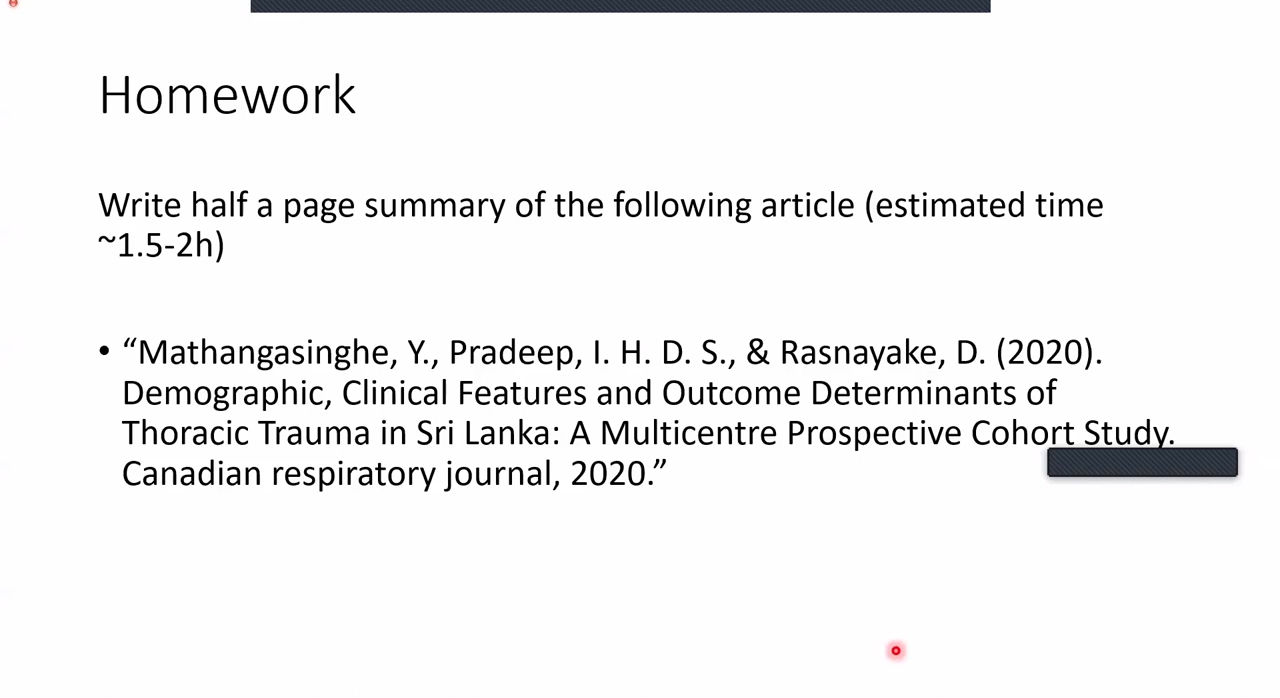 Homework
Write half a page summary of the following article (estimated time
~1.5-2h)
• “Mathangasinghe, Y., Pradeep, I. H. D. S., & Rasnayake, D. (2020).
Demographic, Clinical Features and Outcome Determinants of
Thoracic Trauma in Sri Lanka: A Multicentre Prospective Cohort Study.
Canadian respiratory journal, 2020.”